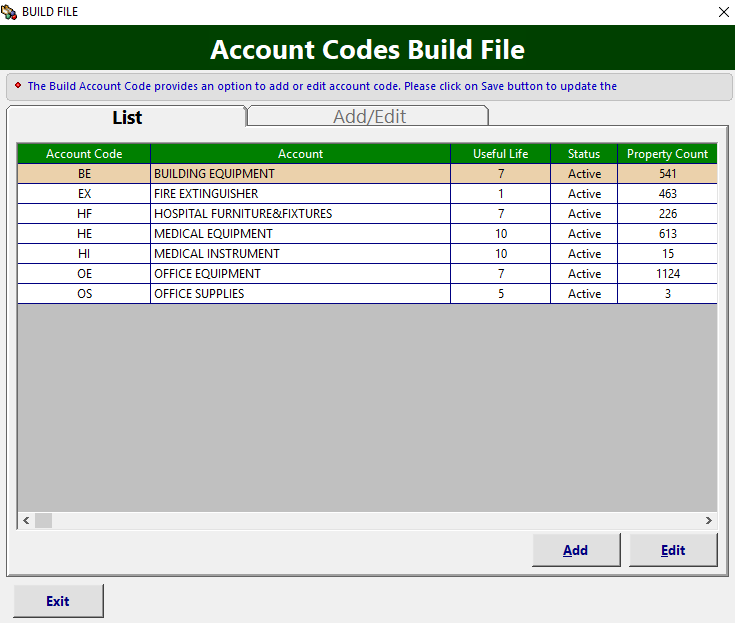 BUILD FILE
Account Codes Build File
The Build Account Code provides an option to add or edit account code. Please click on Save button to update the
List Add/Edit
Account Code Account Useful Life Status Property Count
BE BUILDING EQUIPMENT 7 Active 541
EX FIRE EXTINGUISHER 1 Active 463
HF HOSPITAL FURNITURE&FIXTURES 7 Active 226
HE MEDICAL EQUIPMENT 10 Active 613
HI MEDICAL INSTRUMENT 10 Active 15
OE OFFICE EQUIPMENT 7 Active 1124
OS OFFICE SUPPLIES 5 Active 3
Add Edit
Exit